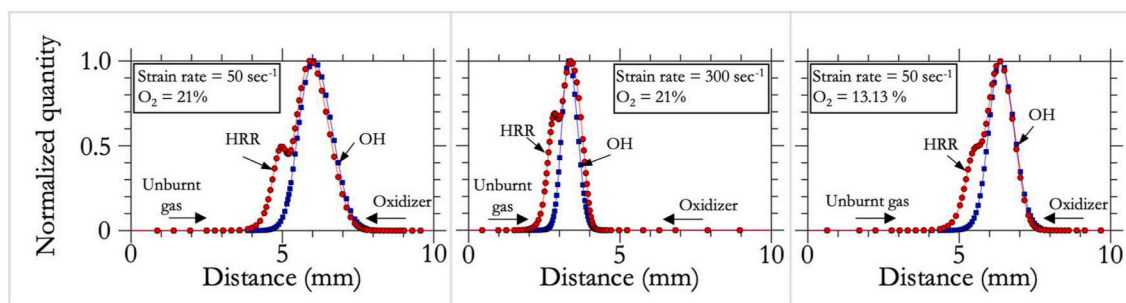 Normalized quantity
1.0
0.5
0
Strain rate = 50 sec-1
O2 = 21%
HRR
OH
Unburnt
gas
Oxidizer
0
5
10
Distance (mm)
Strain rate = 300 sec-1
O2 = 21%
HRR
OH
Unburnt
gas
Oxidizer
0
5
10
Distance (mm)
Strain rate = 50 sec-1
O2 = 13.13 %
HRR
OH
Unburnt gas
Oxidizer
0
5
10
Distance (mm)